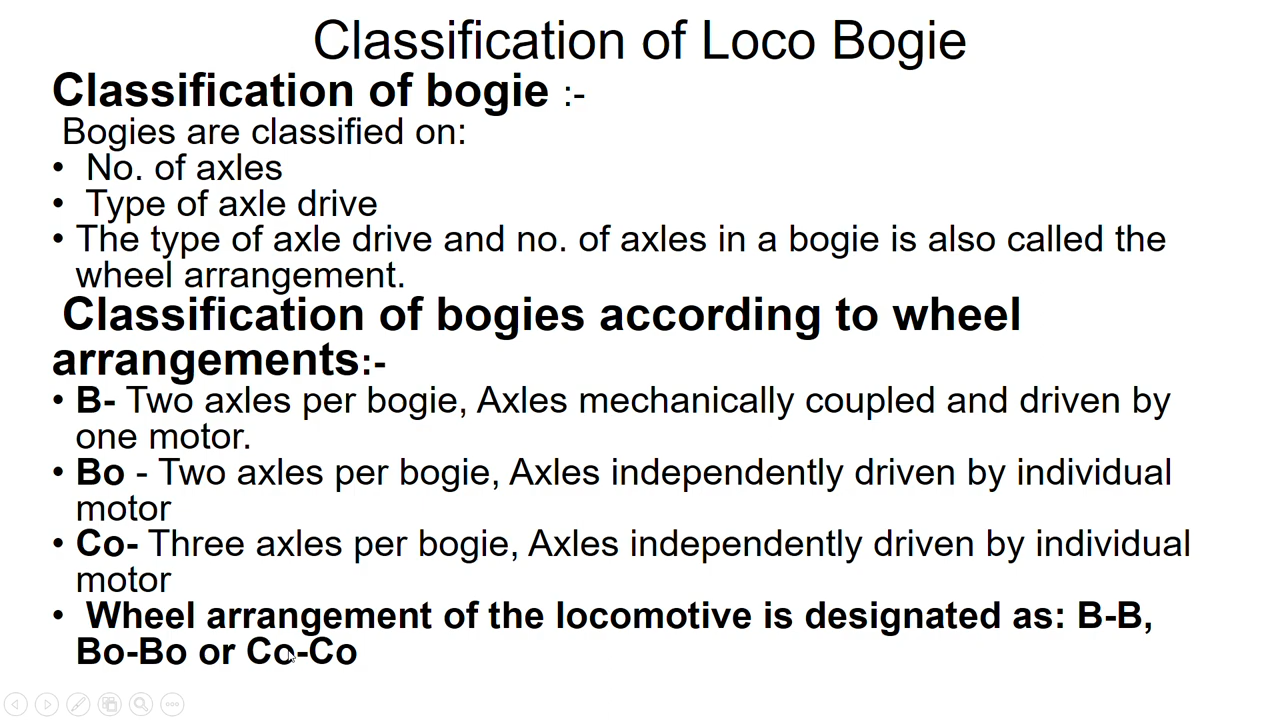 Classification of Loco Bogie
Classification of bogie :-
Bogies are classified on:
• No. of axles
• Type of axle drive
• The type of axle drive and no. of axles in a bogie is also called the
wheel arrangement.
Classification of bogies according to wheel
arrangements:-
• B- Two axles per bogie, Axles mechanically coupled and driven by
one motor.
• Bo - Two axles per bogie, Axles independently driven by individual
motor
• Co- Three axles per bogie, Axles independently driven by individual
motor
• Wheel arrangement of the locomotive is designated as: B-B,
Bo-Bo or Co-Co